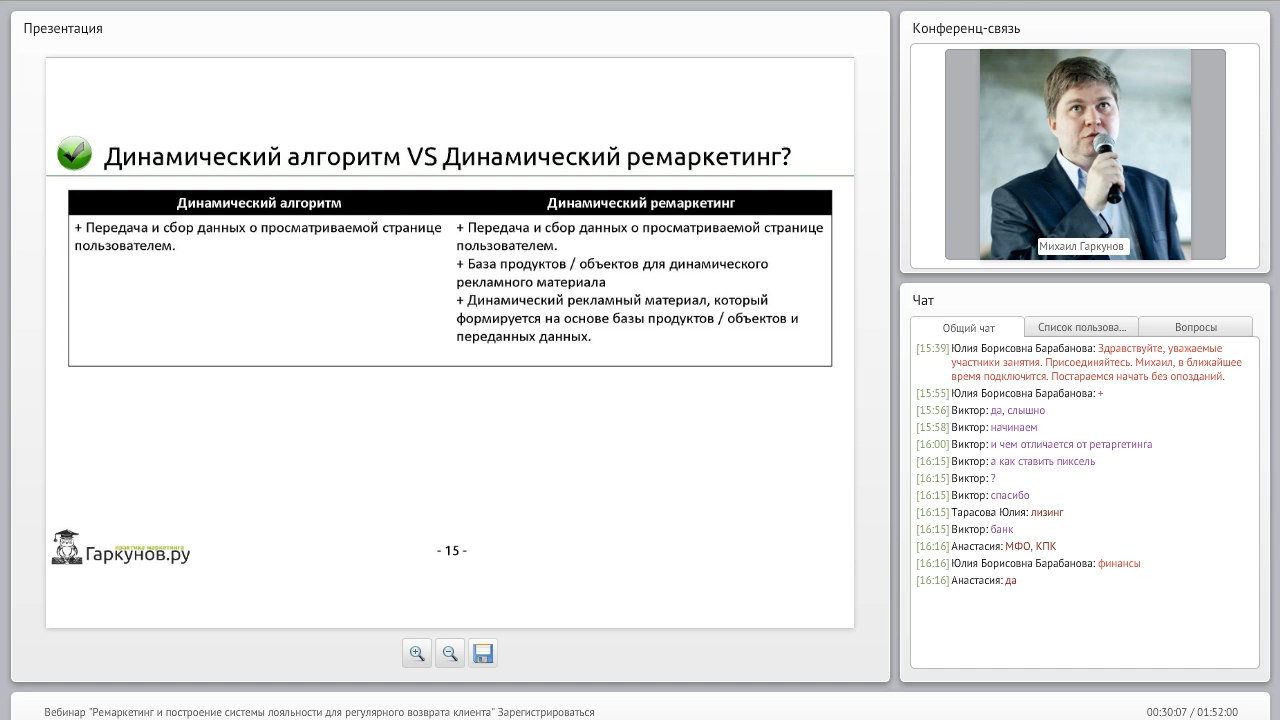 Презентация
Динамический алгоритм VS Динамический ремаркетинг?
Динамический алгоритм
+ Передача и сбор данных о просматриваемой странице
пользователем.
Динамический ремаркетинг
+ Передача и сбор данных о просматриваемой странице
пользователем.
+ База продуктов / объектов для динамического
рекламного материала
+ Динамический рекламный материал, который
формируется на основе базы продуктов / объектов и
переданных данных.
практика маркетинга
Гаркунов.ру
- 15 -
Конференц-связь
Михаил Гаркунов
Чат
Общий чат
Список пользова...
Вопросы
[15:39] Юлия Борисовна Барабанова: Здравствуйте, уважаемые
участники занятия. Присоединяйтесь. Михаил, в ближайшее
время подключится. Постараемся начать без опозданий.
[15:55] Юлия Борисовна Барабанова: +
[15:56] Виктор: да, слышно
[15:58] Виктор: начинаем
[16:00] Виктор: и чем отличается от ретаргетинга
[16:15] Виктор: а как ставить пиксель
[16:15] Виктор: ?
[16:15] Виктор: спасибо
[16:15] Тарасова Юлия: лизинг
[16:15] Виктор: банк
[16:16] Анастасия: МФО, КПК
[16:16] Юлия Борисовна Барабанова: финансы
[16:16] Анастасия: да
Вебинар "Ремаркетинг и построение системы лояльности для регулярного возврата клиента" Зарегистрироваться
00:30:07 / 01:52:00